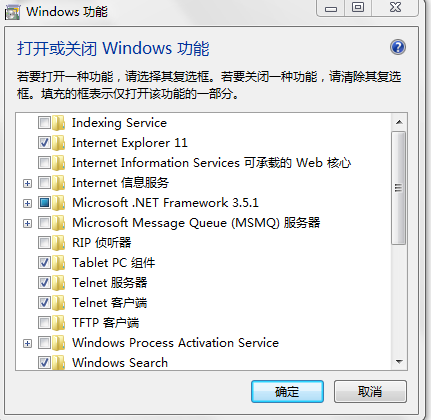 Windows 功能
打开或关闭 Windows 功能
若要打开一种功能，请选择其复选框。若要关闭一种功能，请清除其复选
框。填充的框表示仅打开该功能的一部分。
Indexing Service
Internet Explorer 11
Internet Information Services 可承载的 Web 核心
Internet 信息服务
Microsoft .NET Framework 3.5.1
Microsoft Message Queue (MSMQ) 服务器
RIP 侦听器
Tablet PC 组件
Telnet 服务器
Telnet 客户端
TFTP 客户端
Windows Process Activation Service
Windows Search
确定
取消